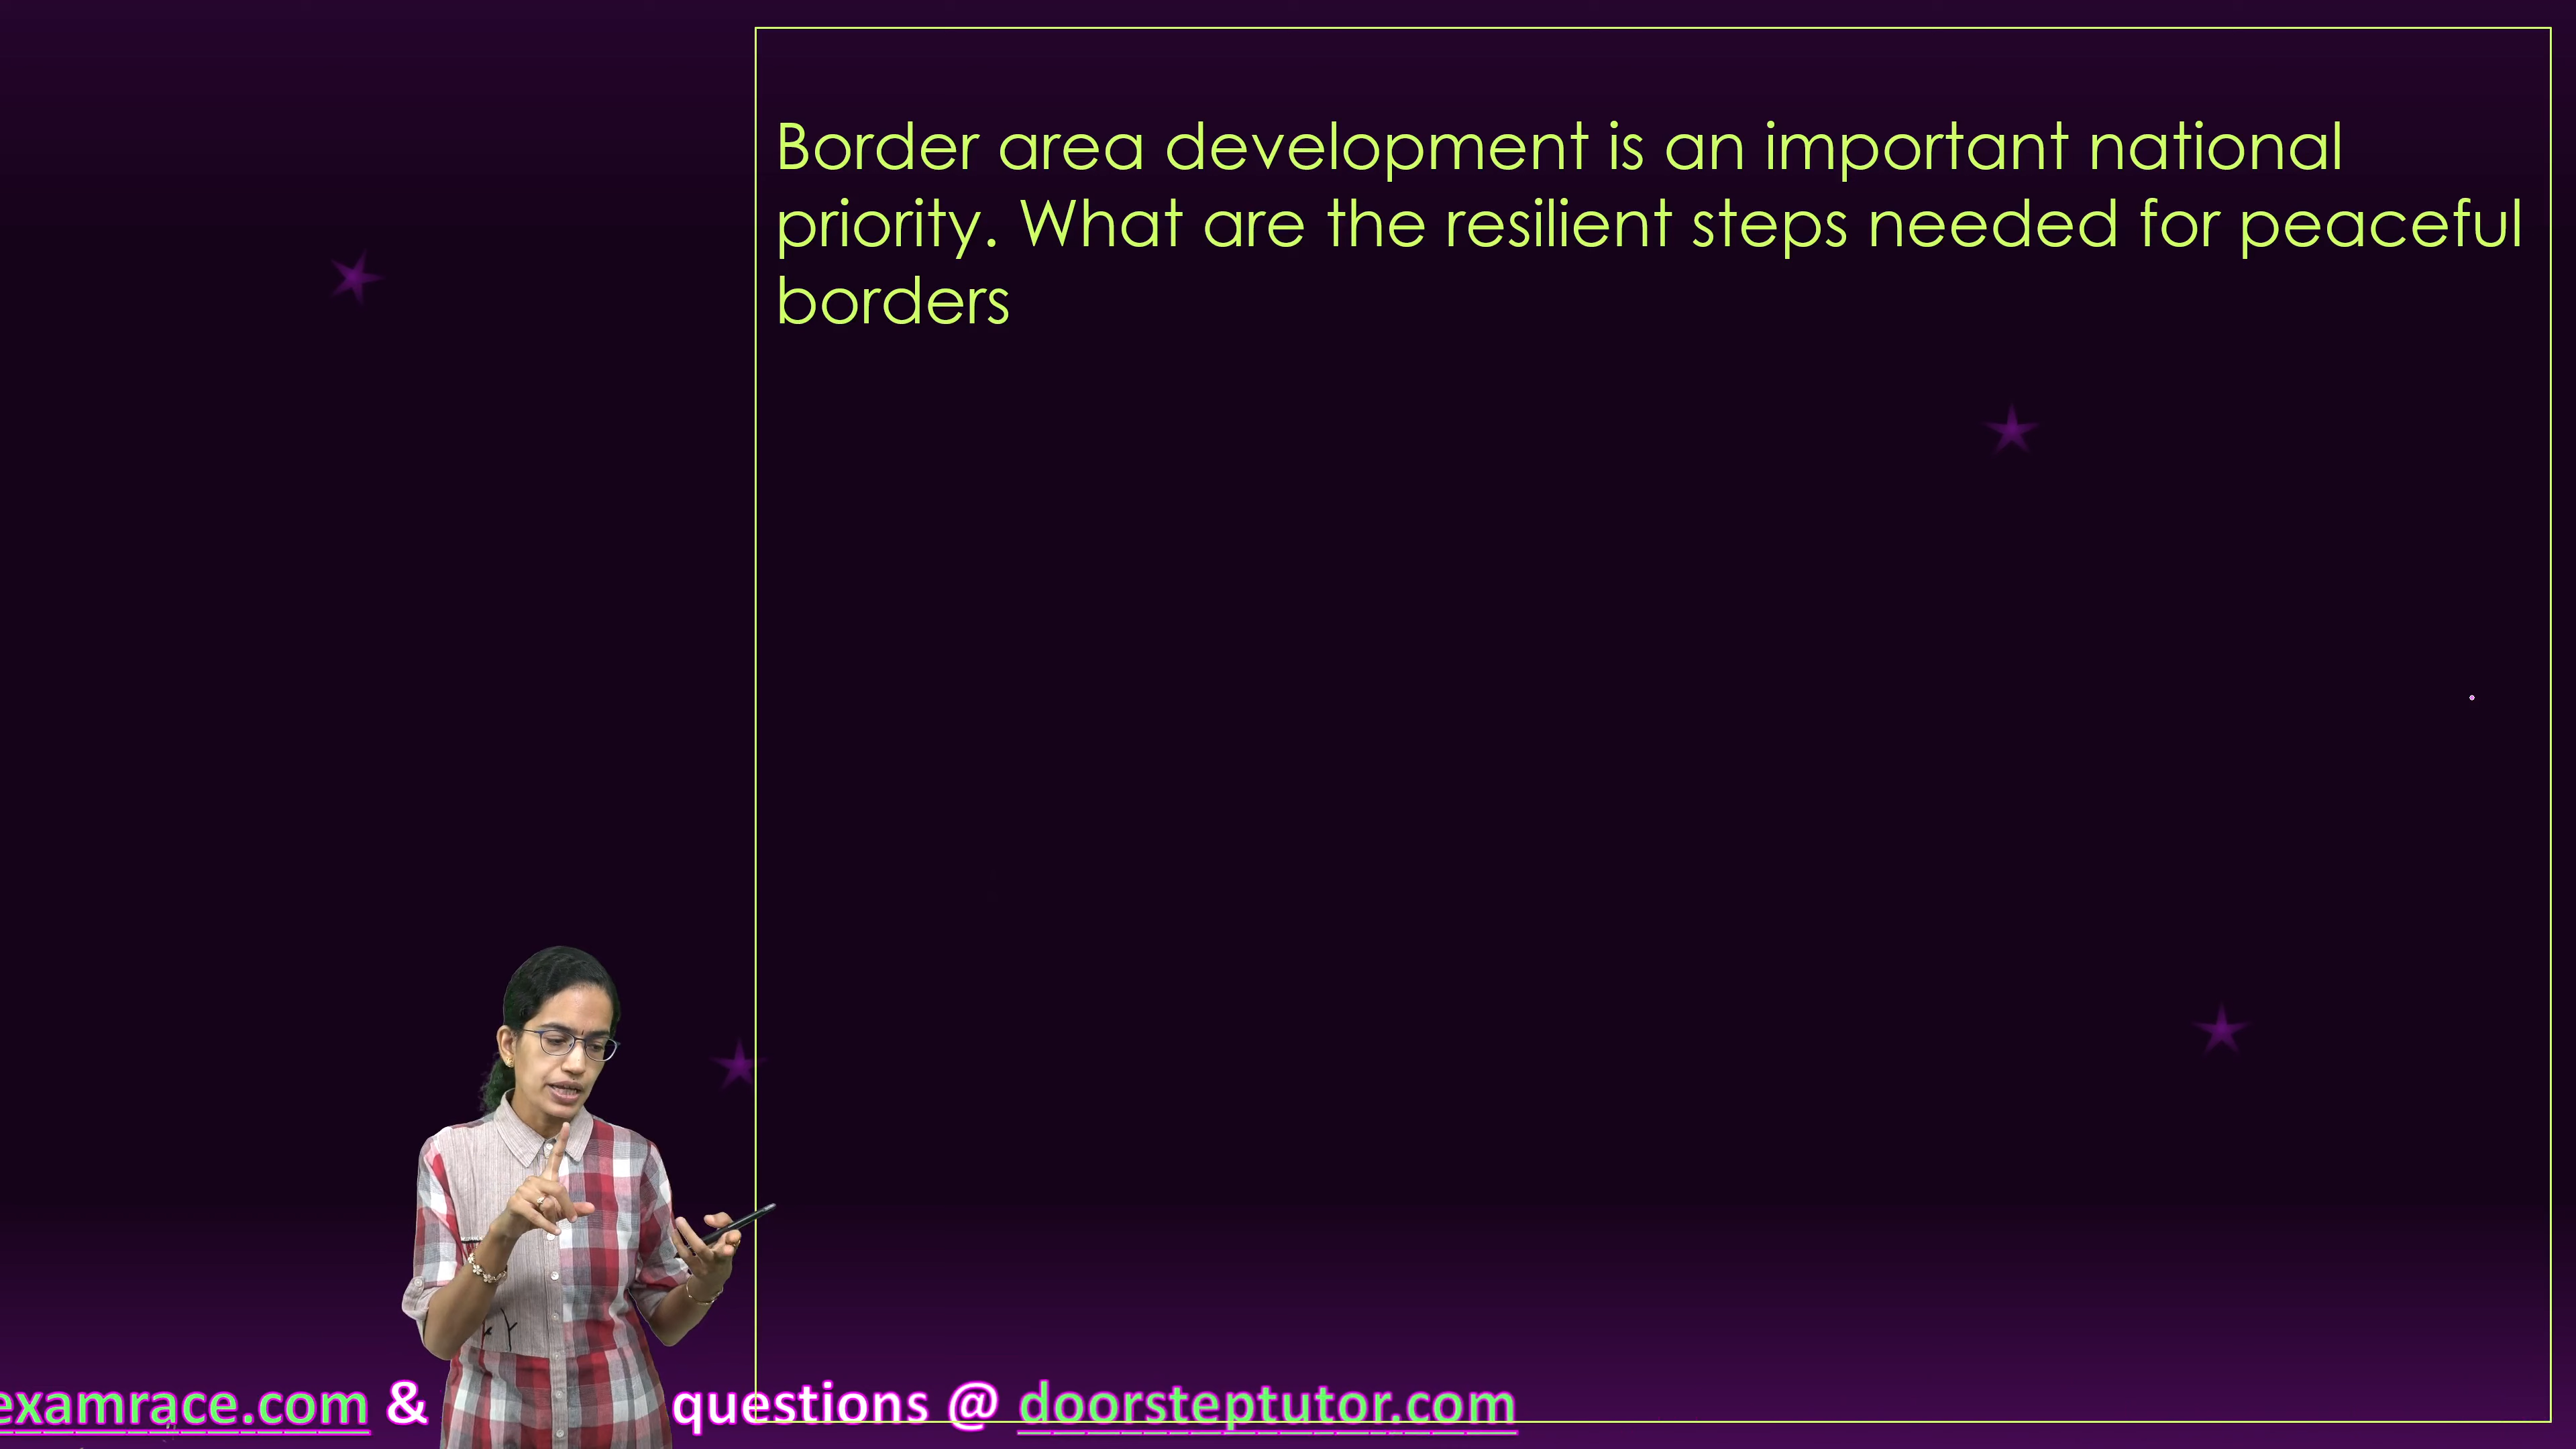 Border area development is an important national
priority. What are the resilient steps needed for peaceful
borders
examrace.com & questions @ doorsteptutor.com